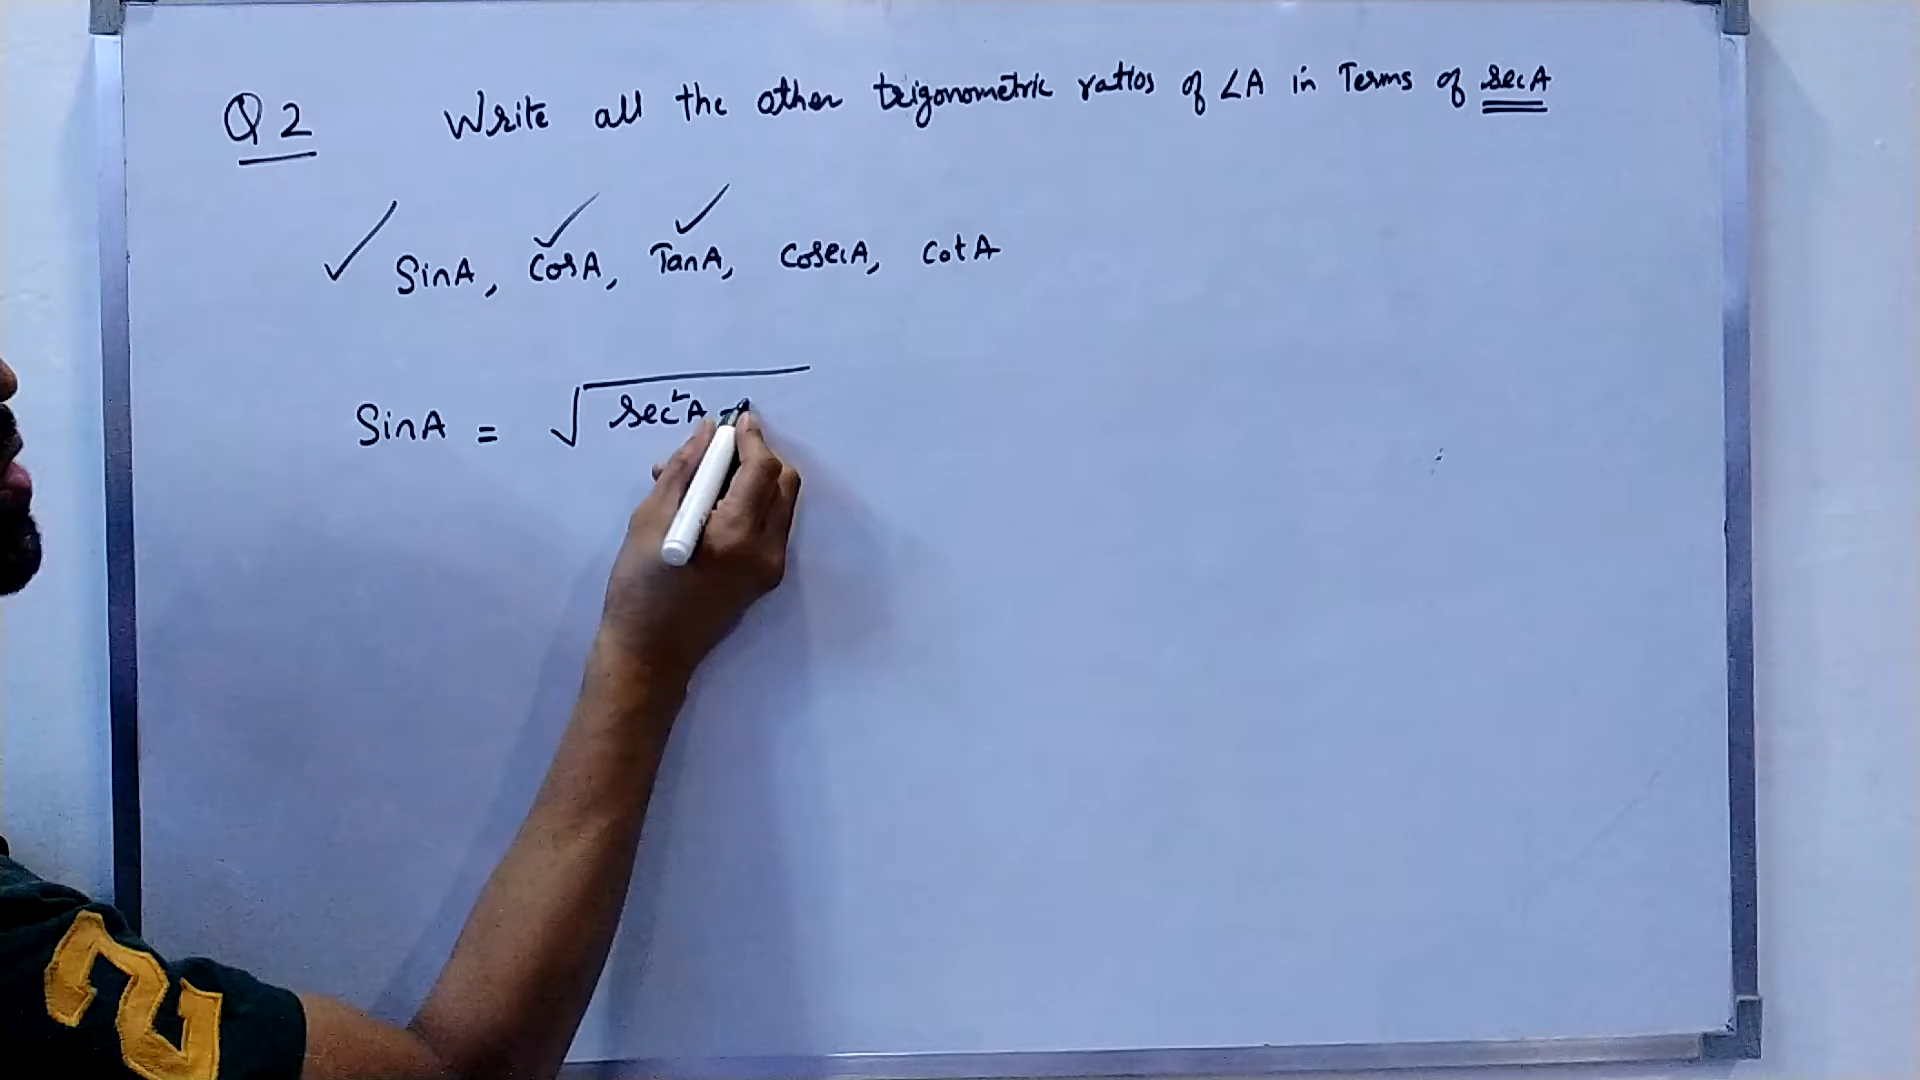 Q 2 Write all the other trigonometric ratios of ∠A in Terms of secA
✓ SinA, CosA, TanA, CosecA, CotA
SinA = √sec²A -
2